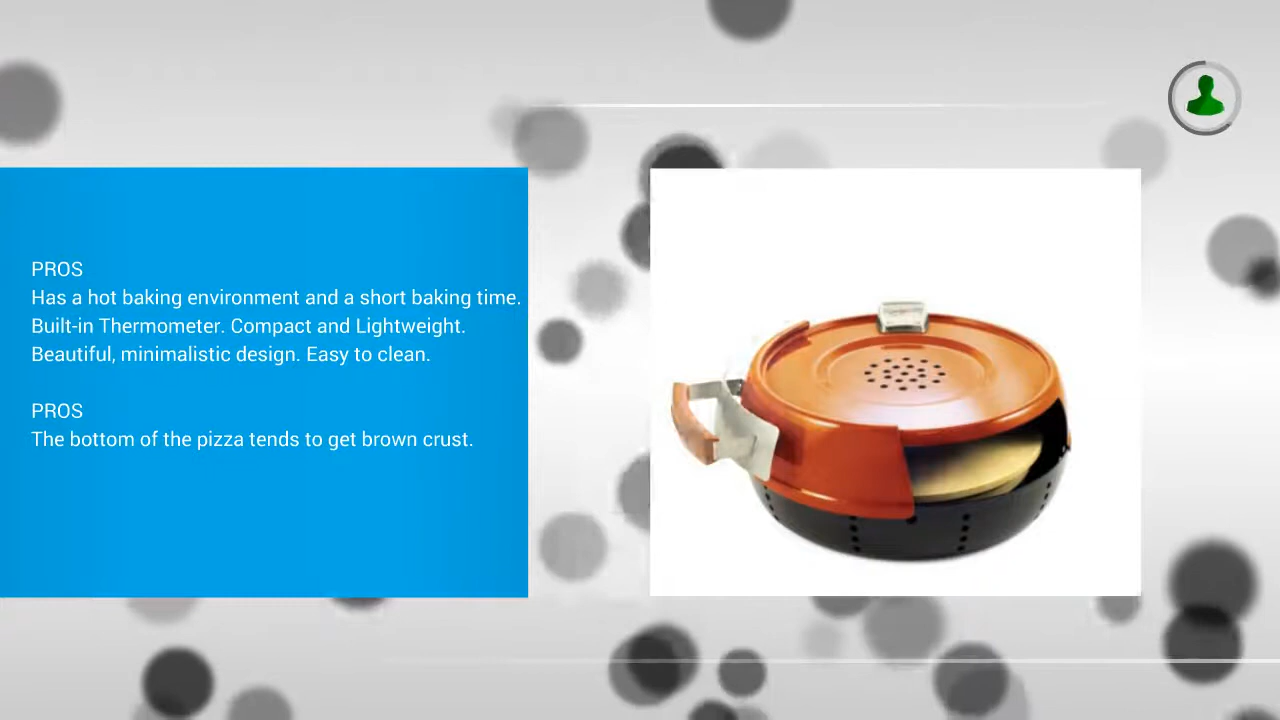 PROS
Has a hot baking environment and a short baking time.
Built-in Thermometer. Compact and Lightweight.
Beautiful, minimalistic design. Easy to clean.
PROS
The bottom of the pizza tends to get brown crust.